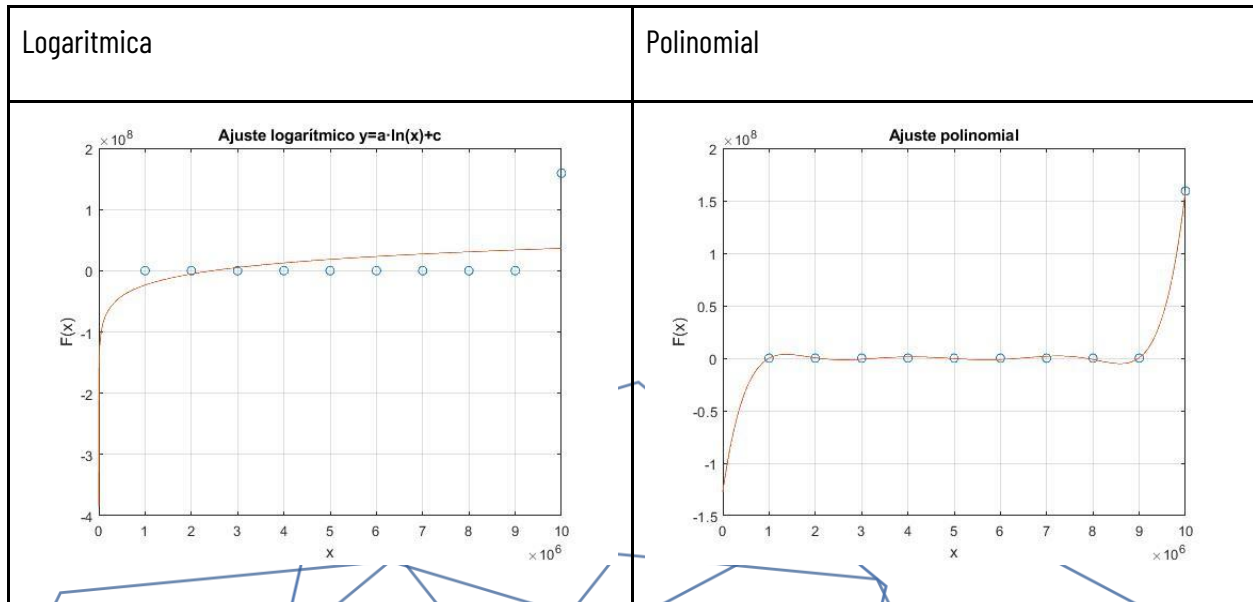 Logaritmica
Polinomial
Ajuste logarítmico y=a·ln(x)+c
×10^8
2
1
0
-1
-2
-3
-4
F(x)
0 1 2 3 4 5 6 7 8 9 10
x
×10^6
Ajuste polinomial
×10^8
2
1.5
1
0.5
0
-0.5
-1
-1.5
F(x)
0 1 2 3 4 5 6 7 8 9 10
x
×10^6